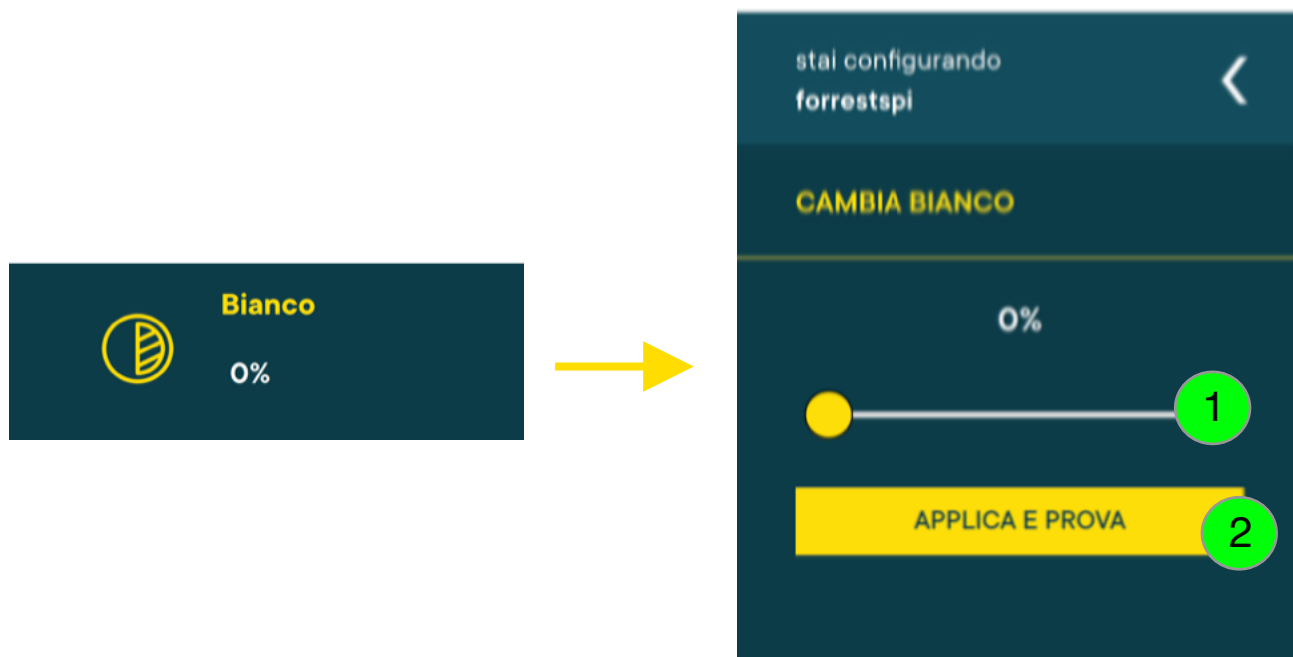 Bianco
0%
stai configurando
forrestspi
CAMBIA BIANCO
0%
1
APPLICA E PROVA
2